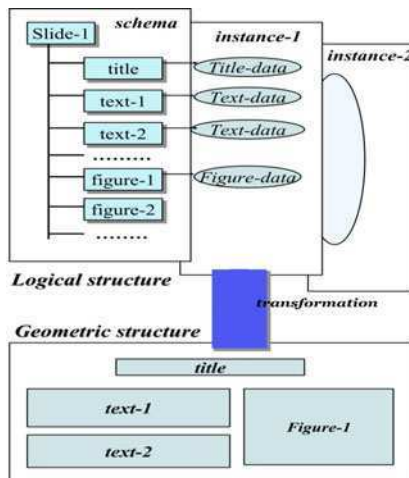 schema
Slide-1
title
text-1
text-2
.........
figure-1
figure-2
........
instance-1
Title-data
Text-data
Text-data
Figure-data
instance-2
Logical structure
transformation
Geometric structure
title
text-1
text-2
Figure-1